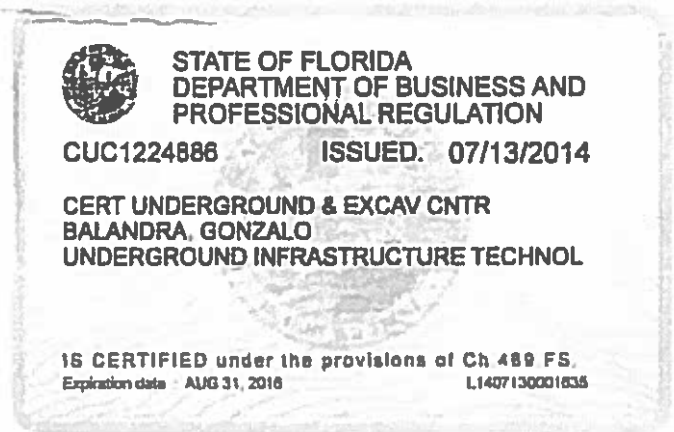 STATE OF FLORIDA
DEPARTMENT OF BUSINESS AND
PROFESSIONAL REGULATION
CUC1224886 ISSUED. 07/13/2014
CERT UNDERGROUND & EXCAV CNTR
BALANDRA, GONZALO
UNDERGROUND INFRASTRUCTURE TECHNOL
IS CERTIFIED under the provisions of Ch 489 FS.
Expiration date AUG 31, 2016 L1407130001635